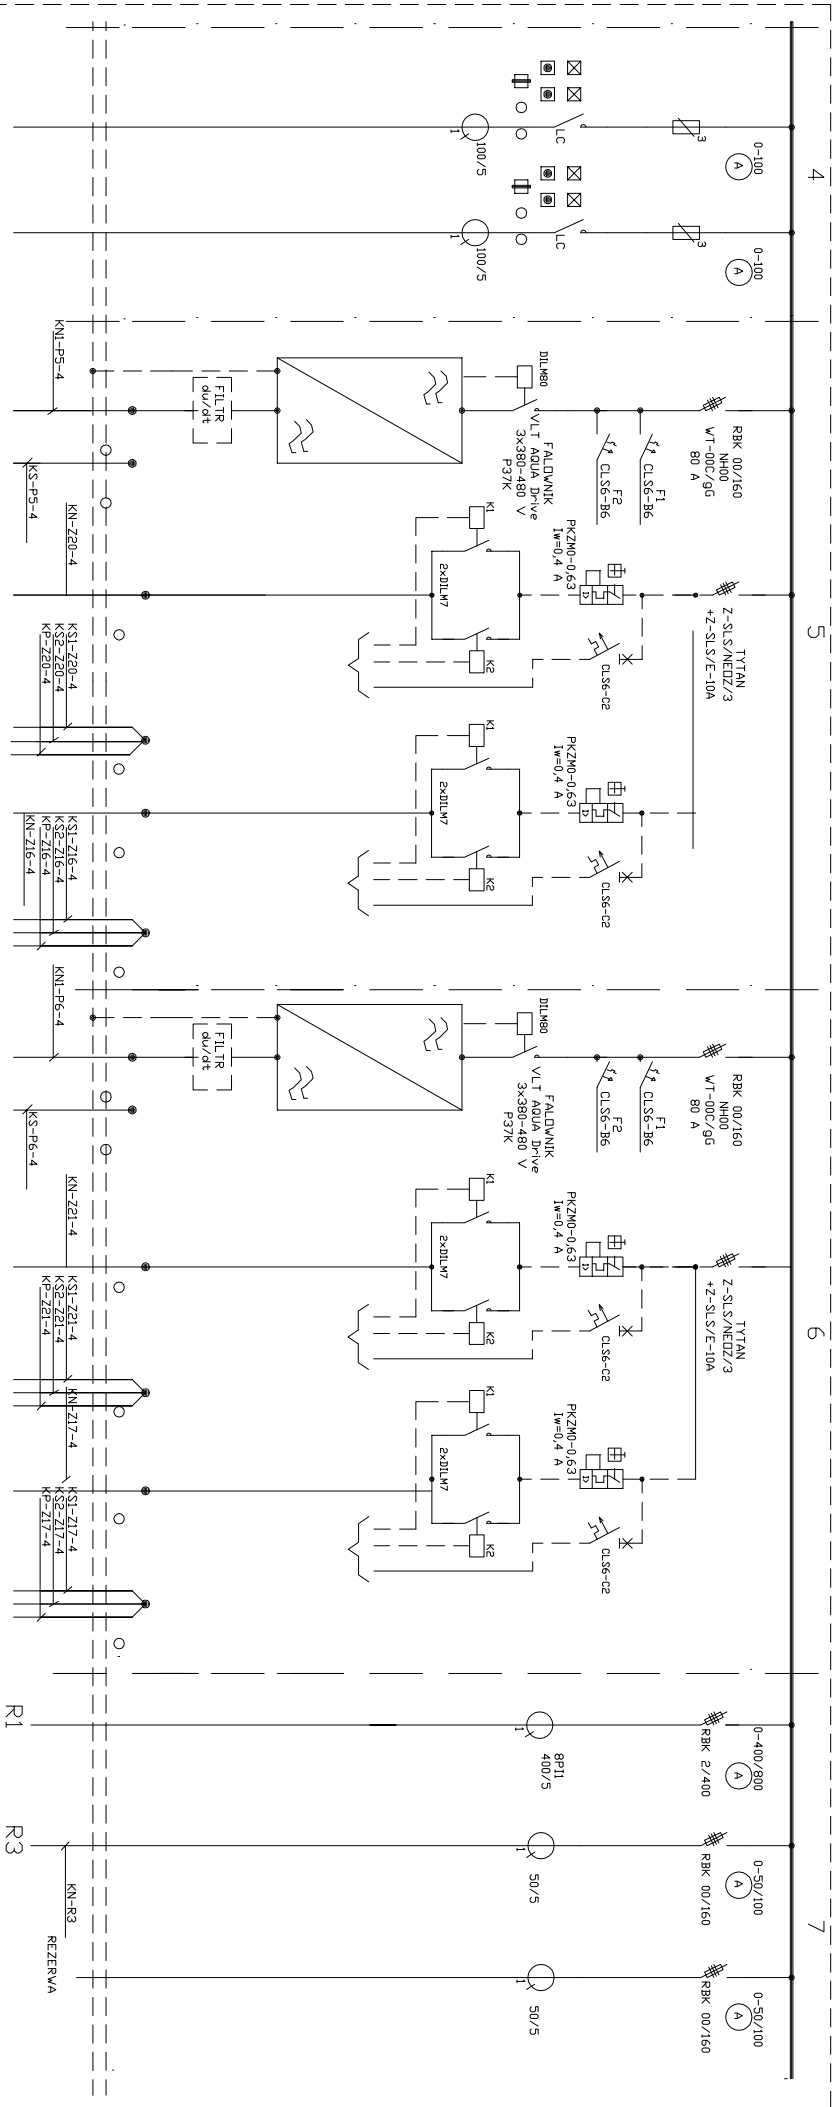 4
0-100
A
3
LC
100/5
1
0-100
A
3
LC
100/5
1
5
RBK 00/160
NH00
WT-00C/gG
80 A
F1
CLS6-B6
F2
CLS6-B6
DILM80
FALOWNIK
VLT AQUA Drive
3x380-480 V
P37K
FILTR
du/dt
KN1-P5-4
KS-P5-4
TYTAN
Z-SLS/NEOZ/3
+Z-SLS/E-10A
PKZM0-0,63
Iw=0,4 A
CLS6-C2
K1
2xDILM7
K2
KN-Z20-4
KS1-Z20-4
KS2-Z20-4
KP-Z20-4
PKZM0-0,63
Iw=0,4 A
CLS6-C2
K1
2xDILM7
K2
KS1-Z16-4
KS2-Z16-4
KP-Z16-4
KN-Z16-4
6
RBK 00/160
NH00
WT-00C/gG
80 A
F1
CLS6-B6
F2
CLS6-B6
DILM80
FALOWNIK
VLT AQUA Drive
3x380-480 V
P37K
FILTR
du/dt
KN1-P6-4
KS-P6-4
TYTAN
Z-SLS/NEOZ/3
+Z-SLS/E-10A
PKZM0-0,63
Iw=0,4 A
CLS6-C2
K1
2xDILM7
K2
KN-Z21-4
KS1-Z21-4
KS2-Z21-4
KP-Z21-4
PKZM0-0,63
Iw=0,4 A
CLS6-C2
K1
2xDILM7
K2
KN-Z17-4
KS1-Z17-4
KS2-Z17-4
KP-Z17-4
7
0-400/800
A
RBK 2/400
8PI1
400/5
1
R1
0-50/100
A
RBK 00/160
50/5
1
KN-R3
R3
0-50/100
A
RBK 00/160
50/5
1
REZERWA